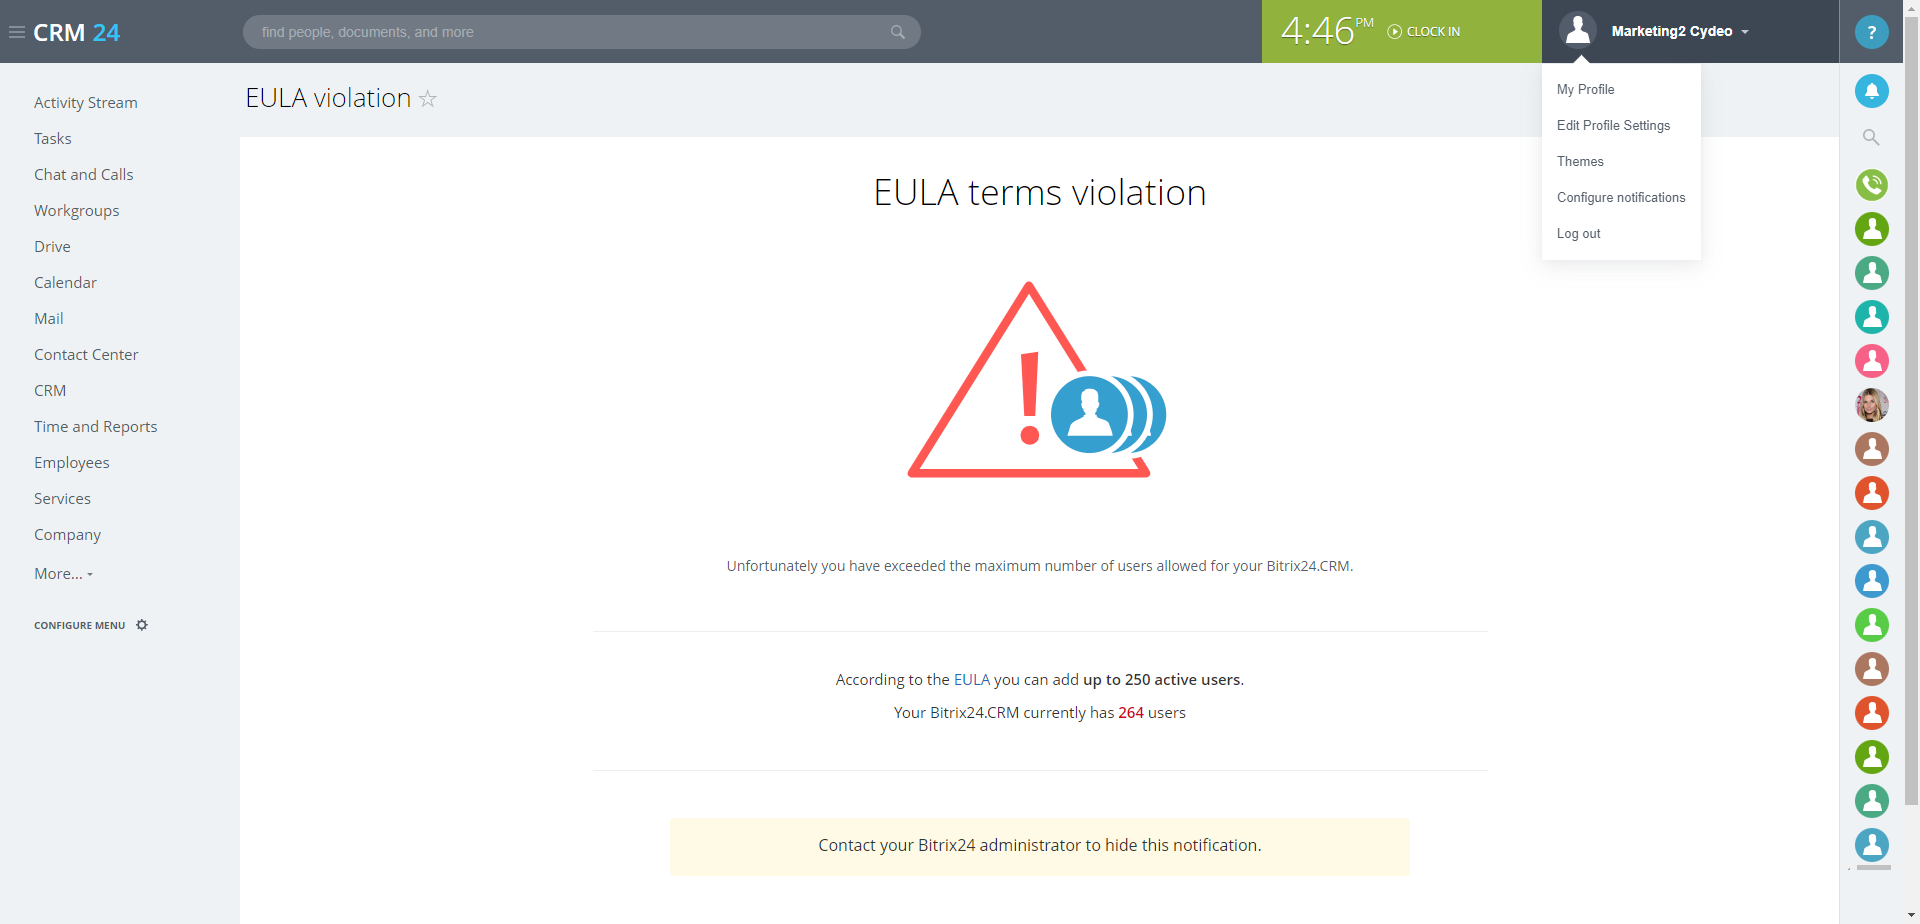 CRM 24
find people, documents, and more
4:46 PM
CLOCK IN
Marketing2 Cydeo
?
My Profile
Edit Profile Settings
Themes
Configure notifications
Log out
Activity Stream
Tasks
Chat and Calls
Workgroups
Drive
Calendar
Mail
Contact Center
CRM
Time and Reports
Employees
Services
Company
More...
CONFIGURE MENU
EULA violation
EULA terms violation
!
Unfortunately you have exceeded the maximum number of users allowed for your Bitrix24.CRM.
According to the EULA you can add up to 250 active users.
Your Bitrix24.CRM currently has 264 users
Contact your Bitrix24 administrator to hide this notification.